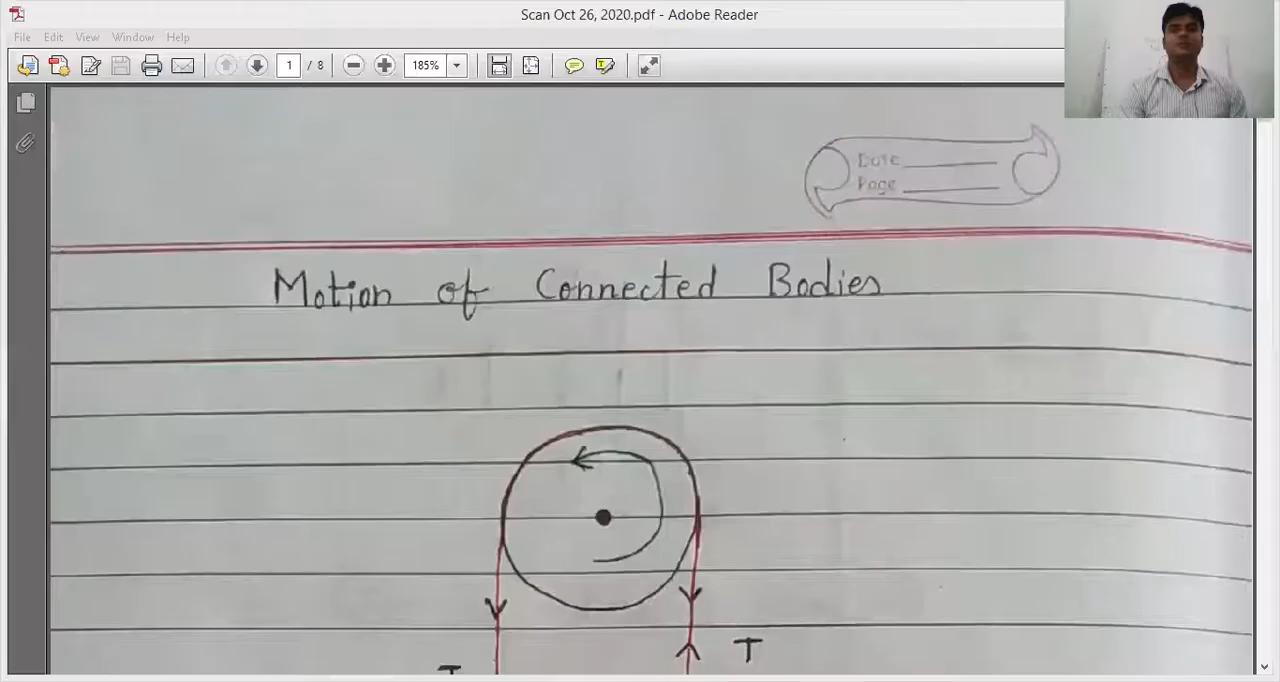 Scan Oct 26, 2020.pdf - Adobe Reader
File Edit View Window Help
1 / 8 185%
Date
Page
Motion of Connected Bodies
T